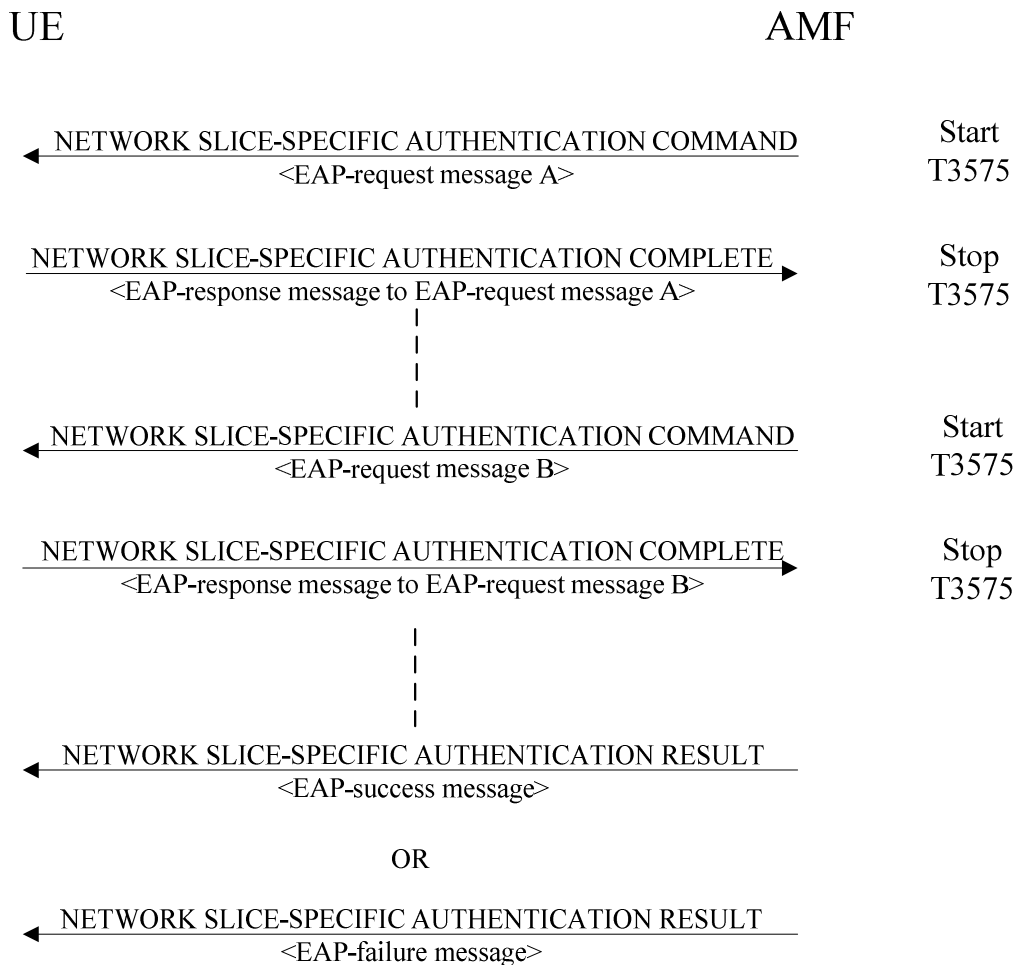 UE AMF
NETWORK SLICE-SPECIFIC AUTHENTICATION COMMAND
<EAP-request message A>
Start
T3575
NETWORK SLICE-SPECIFIC AUTHENTICATION COMPLETE
<EAP-response message to EAP-request message A>
Stop
T3575
NETWORK SLICE-SPECIFIC AUTHENTICATION COMMAND
<EAP-request message B>
Start
T3575
NETWORK SLICE-SPECIFIC AUTHENTICATION COMPLETE
<EAP-response message to EAP-request message B>
Stop
T3575
NETWORK SLICE-SPECIFIC AUTHENTICATION RESULT
<EAP-success message>
OR
NETWORK SLICE-SPECIFIC AUTHENTICATION RESULT
<EAP-failure message>